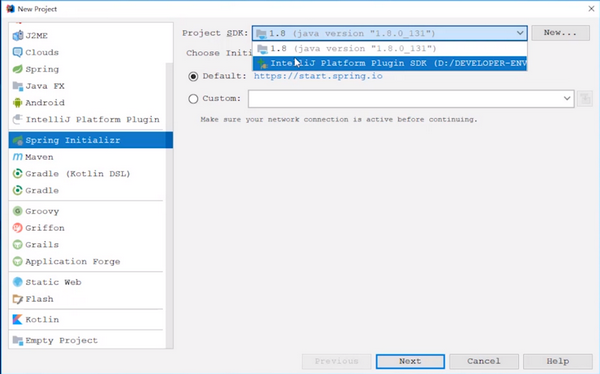 New Project
J2ME
Clouds
Spring
Java FX
Android
IntelliJ Platform Plugin
Spring Initializr
Maven
Gradle (Kotlin DSL)
Gradle
Groovy
Griffon
Grails
Application Forge
Static Web
Flash
Kotlin
Empty Project
Project SDK: 1.8 (java version "1.8.0_131") New...
1.8 (java version "1.8.0_131")
Choose Initi
IntelliJ Platform Plugin SDK (D:/DEVELOPER-ENV
Default: https://start.spring.io
Custom:
Make sure your network connection is active before continuing.
Previous Next Cancel Help